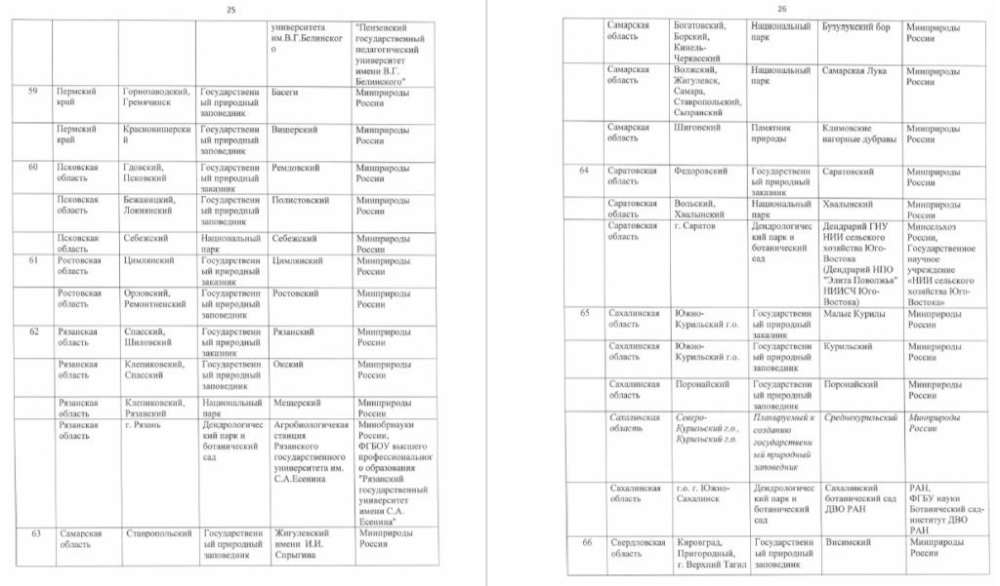 25
университета
им.В.Г.Белинског
о
"Пензенский
государственный
педагогический
университет
имени В.Г.
Белинского"
59
Пермский
край
Горнозаводский,
Гремячинск
Государственн
ый природный
заповедник
Басеги
Минприроды
России
Пермский
край
Красновишерски
й
Государственн
ый природный
заповедник
Вишерский
Минприроды
России
60
Псковская
область
Гдовский,
Псковский
Государственн
ый природный
заказник
Ремдовский
Минприроды
России
Псковская
область
Бежаницкий,
Локнянский
Государственн
ый природный
заповедник
Полистовский
Минприроды
России
Псковская
область
Себежский
Национальный
парк
Себежский
Минприроды
России
61
Ростовская
область
Цимлянский
Государственн
ый природный
заказник
Цимлянский
Минприроды
России
Ростовская
область
Орловский,
Ремонтненский
Государственн
ый природный
заповедник
Ростовский
Минприроды
России
62
Рязанская
область
Спасский,
Шиловский
Государственн
ый природный
заказник
Рязанский
Минприроды
России
Рязанская
область
Клепиковский,
Спасский
Государственн
ый природный
заповедник
Окский
Минприроды
России
Рязанская
область
Клепиковский,
Рязанский
Национальный
парк
Мещерский
Минприроды
России
Рязанская
область
г. Рязань
Дендрологичес
кий парк и
ботанический
сад
Агробиологичекая
станция
Рязанского
государственного
университета им.
С.А.Есенина
Минобрнауки
России,
ФГБОУ высшего
профессиональног
о образования
"Рязанский
государственный
университет
имени С.А.
Есенина"
63
Самарская
область
Ставропольский
Государственн
ый природный
заповедник
Жигулевский
имени И.И.
Спрыгина
Минприроды
России
26
Самарская
область
Богатовский,
Борский,
Кинель-
Черкасский
Национальный
парк
Бузулукский бор
Минприроды
России
Самарская
область
Волжский,
Жигулевск,
Самара,
Ставропольский,
Сызранский
Национальный
парк
Самарская Лука
Минприроды
России
Самарская
область
Шигонский
Памятник
природы
Климовские
нагорные дубравы
Минприроды
России
64
Саратовская
область
Федоровский
Государственн
ый природный
заказник
Саратовский
Минприроды
России
Саратовская
область
Вольский,
Хвалынский
Национальный
парк
Хвалынский
Минприроды
России
Саратовская
область
г. Саратов
Дендрологичес
кий парк и
ботанический
сад
Дендрарий ГНУ
НИИ сельского
хозяйства Юго-
Востока
(Дендрарий НПО
"Элита Поволжья"
НИИСЧ Юго-
Востока)
Минсельхоз
России,
Государственное
научное
учреждение
«НИИ сельского
хозяйства Юго-
Востока»
65
Сахалинская
область
Южно-
Курильский г.о.
Государственн
ый природный
заказник
Малые Курилы
Минприроды
России
Сахалинская
область
Южно-
Курильский г.о.
Государственн
ый природный
заповедник
Курильский
Минприроды
России
Сахалинская
область
Поронайский
Государственн
ый природный
заповедник
Поронайский
Минприроды
России
Сахалинская
область
Северо-
Курильский г.о.,
Курильский г.о.
Планируемый к
созданию
государственн
ый природный
заповедник
Среднекурильский
Минприроды
России
Сахалинская
область
г.о. г. Южно-
Сахалинск
Дендрологичес
кий парк и
ботанический
сад
Сахалинский
ботанический сад
ДВО РАН
РАН,
ФГБУ науки
Ботанический сад-
институт ДВО
РАН
66
Свердловская
область
Кировград,
Пригородный,
г. Верхний Тагил
Государственн
ый природный
заповедник
Висимский
Минприроды
России